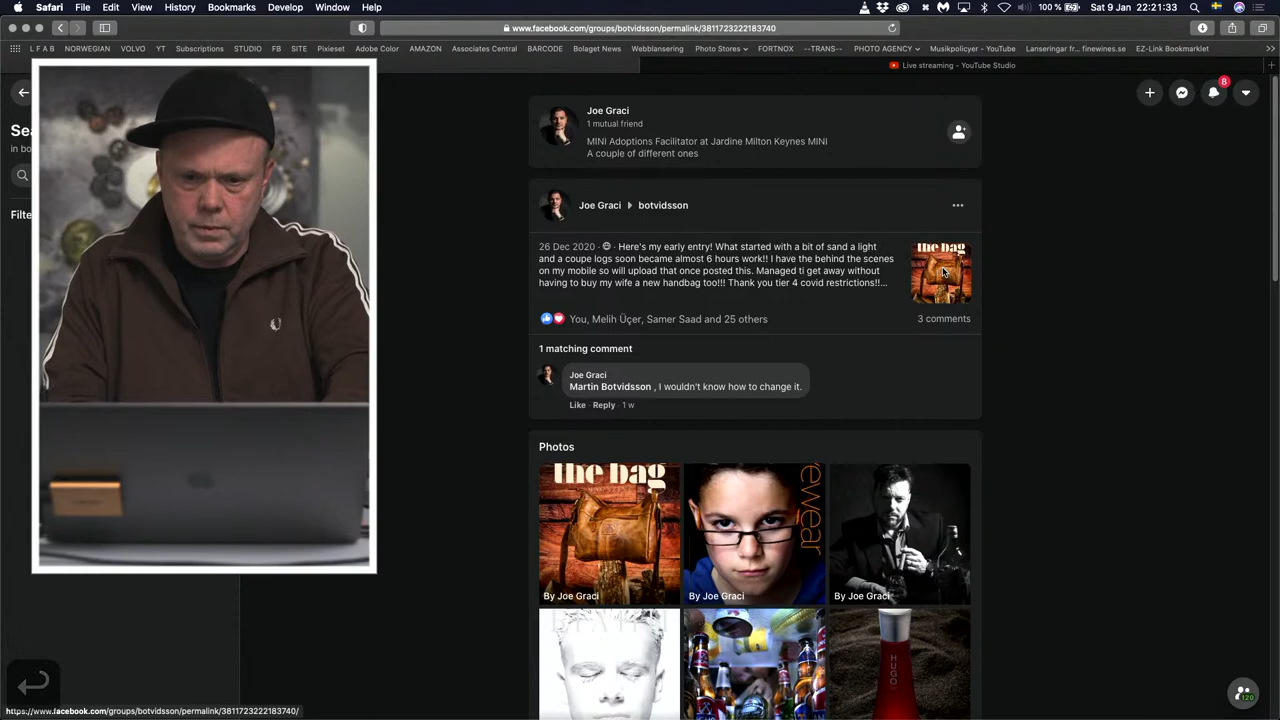 Safari File Edit View History Bookmarks Develop Window Help
100 % Sat 9 Jan 22:21:33
www.facebook.com/groups/botvidsson/permalink/3811723222183740/
L F A B NORWEGIAN VOLVO YT Subscriptions STUDIO FB SITE Pixieset Adobe Color AMAZON Associates Central BARCODE Bolaget News Webblansering Photo Stores FORTNOX --TRANS-- PHOTO AGENCY Musikpolicyer - YouTube Lanseringar fr... finewines.se EZ-Link Bookmarklet
Live streaming - YouTube Studio
8
Sea
in bo
Filte
Joe Graci
1 mutual friend
MINI Adoptions Facilitator at Jardine Milton Keynes MINI
A couple of different ones
Joe Graci botvidsson
26 Dec 2020 · Here's my early entry! What started with a bit of sand a light
and a coupe logs soon became almost 6 hours work!! I have the behind the scenes
on my mobile so will upload that once posted this. Managed ti get away without
having to buy my wife a new handbag too!!! Thank you tier 4 covid restrictions!!...
the bag
You, Melih Üçer, Samer Saad and 25 others
3 comments
1 matching comment
Joe Graci
Martin Botvidsson , I wouldn't know how to change it.
Like · Reply · 1 w
Photos
the bag
ewear
By Joe Graci
By Joe Graci
By Joe Graci
HUGO
120
https://www.facebook.com/groups/botvidsson/permalink/3811723222183740/